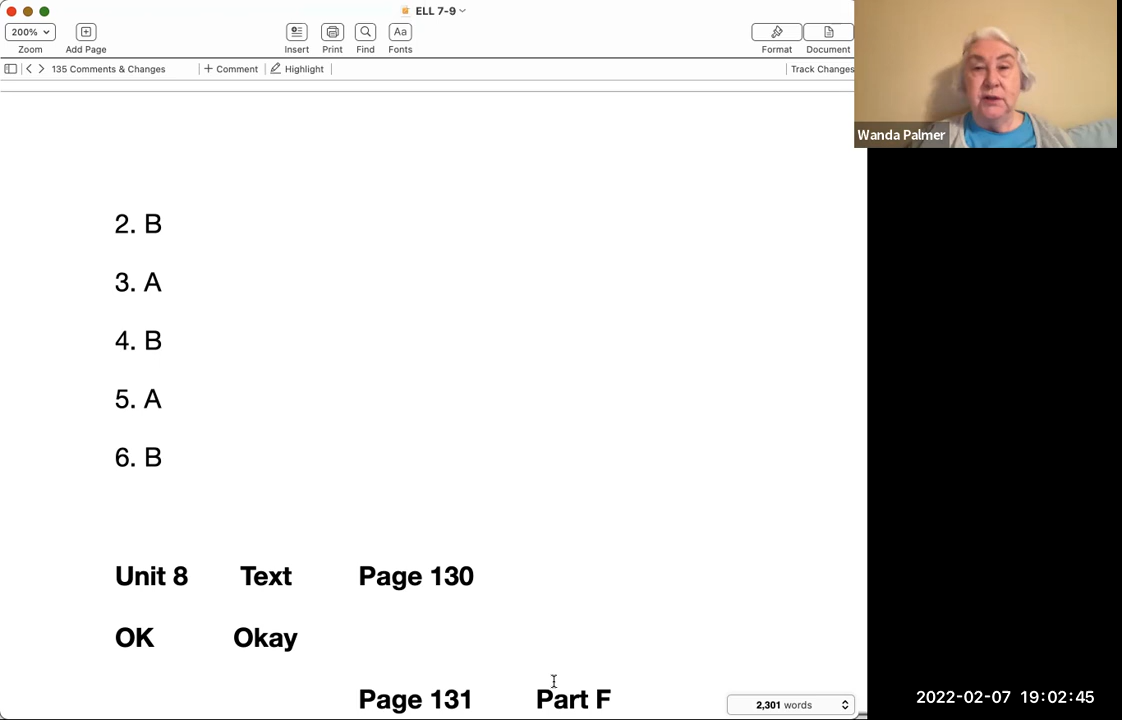 ELL 7-9
200%
Zoom Add Page Insert Print Find Aa Fonts Format Document
135 Comments & Changes + Comment Highlight Track Changes
Wanda Palmer
2. B
3. A
4. B
5. A
6. B
Unit 8 Text Page 130
OK Okay
Page 131 Part F
2,301 words
2022-02-07 19:02:45